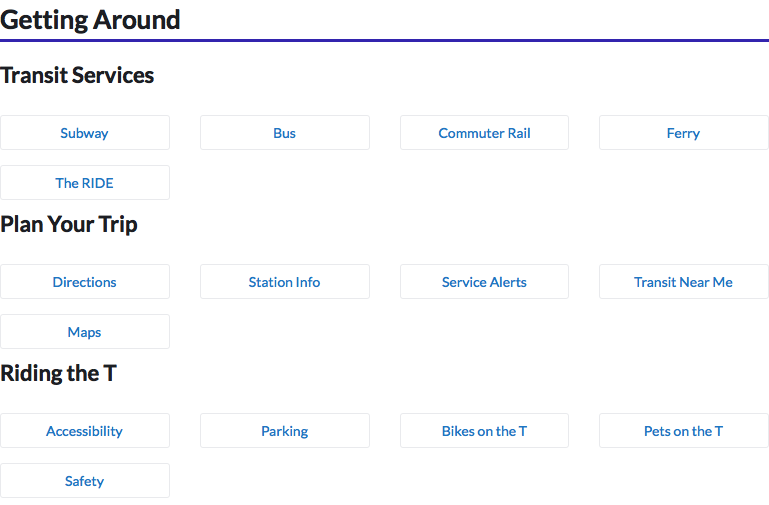 Getting Around
Transit Services
Subway
Bus
Commuter Rail
Ferry
The RIDE
Plan Your Trip
Directions
Station Info
Service Alerts
Transit Near Me
Maps
Riding the T
Accessibility
Parking
Bikes on the T
Pets on the T
Safety